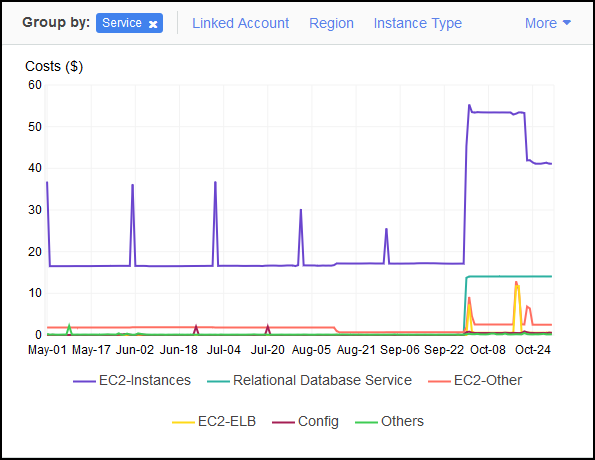 Group by: Service × Linked Account Region Instance Type More
Costs ($)
60
50
40
30
20
10
0
May-01 May-17 Jun-02 Jun-18 Jul-04 Jul-20 Aug-05 Aug-21 Sep-06 Sep-22 Oct-08 Oct-24
EC2-Instances Relational Database Service EC2-Other
EC2-ELB Config Others